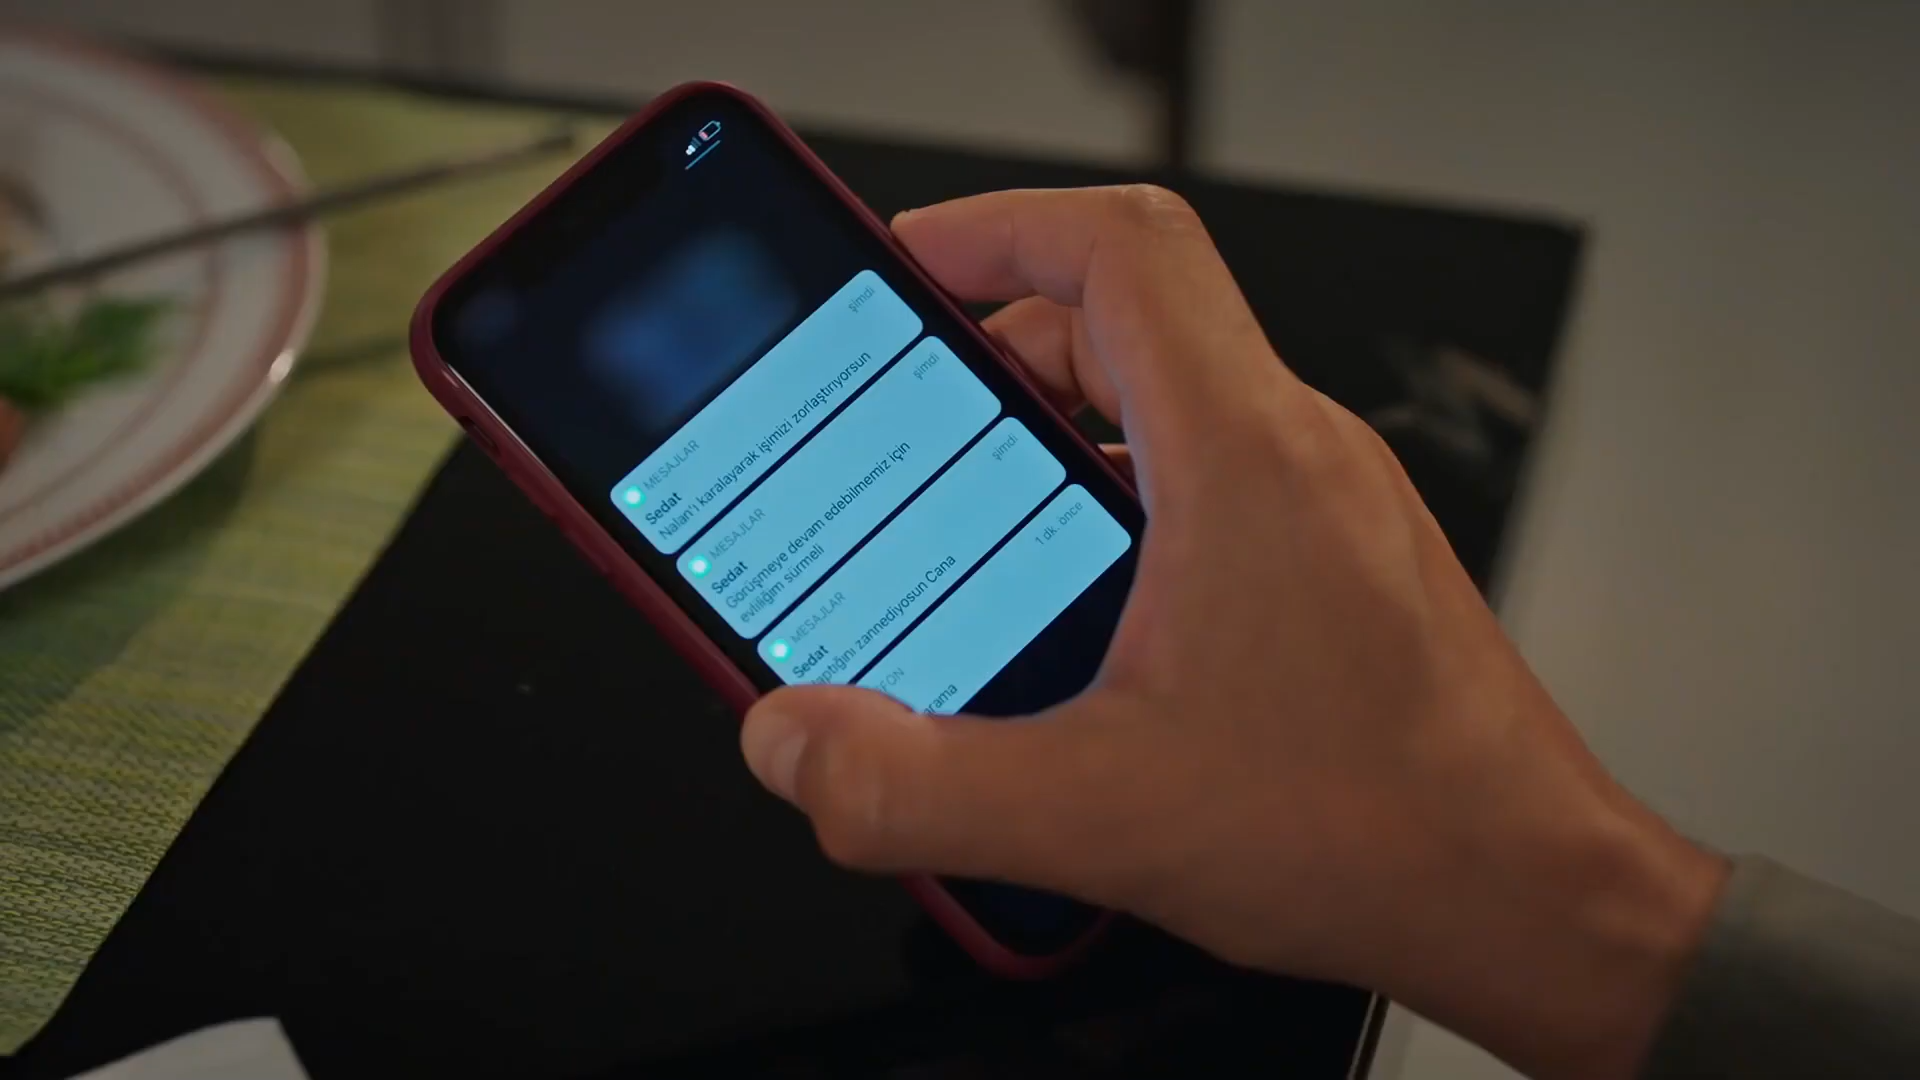 MESAJLAR
şimdi
Sedat
Nalan'ı karalayarak işimizi zorlaştırıyorsun
MESAJLAR
şimdi
Sedat
Görüşmeye devam edebilmemiz için
evliliğim sürmeli
MESAJLAR
şimdi
Sedat
zannediyosun Cana
1 dk. önce